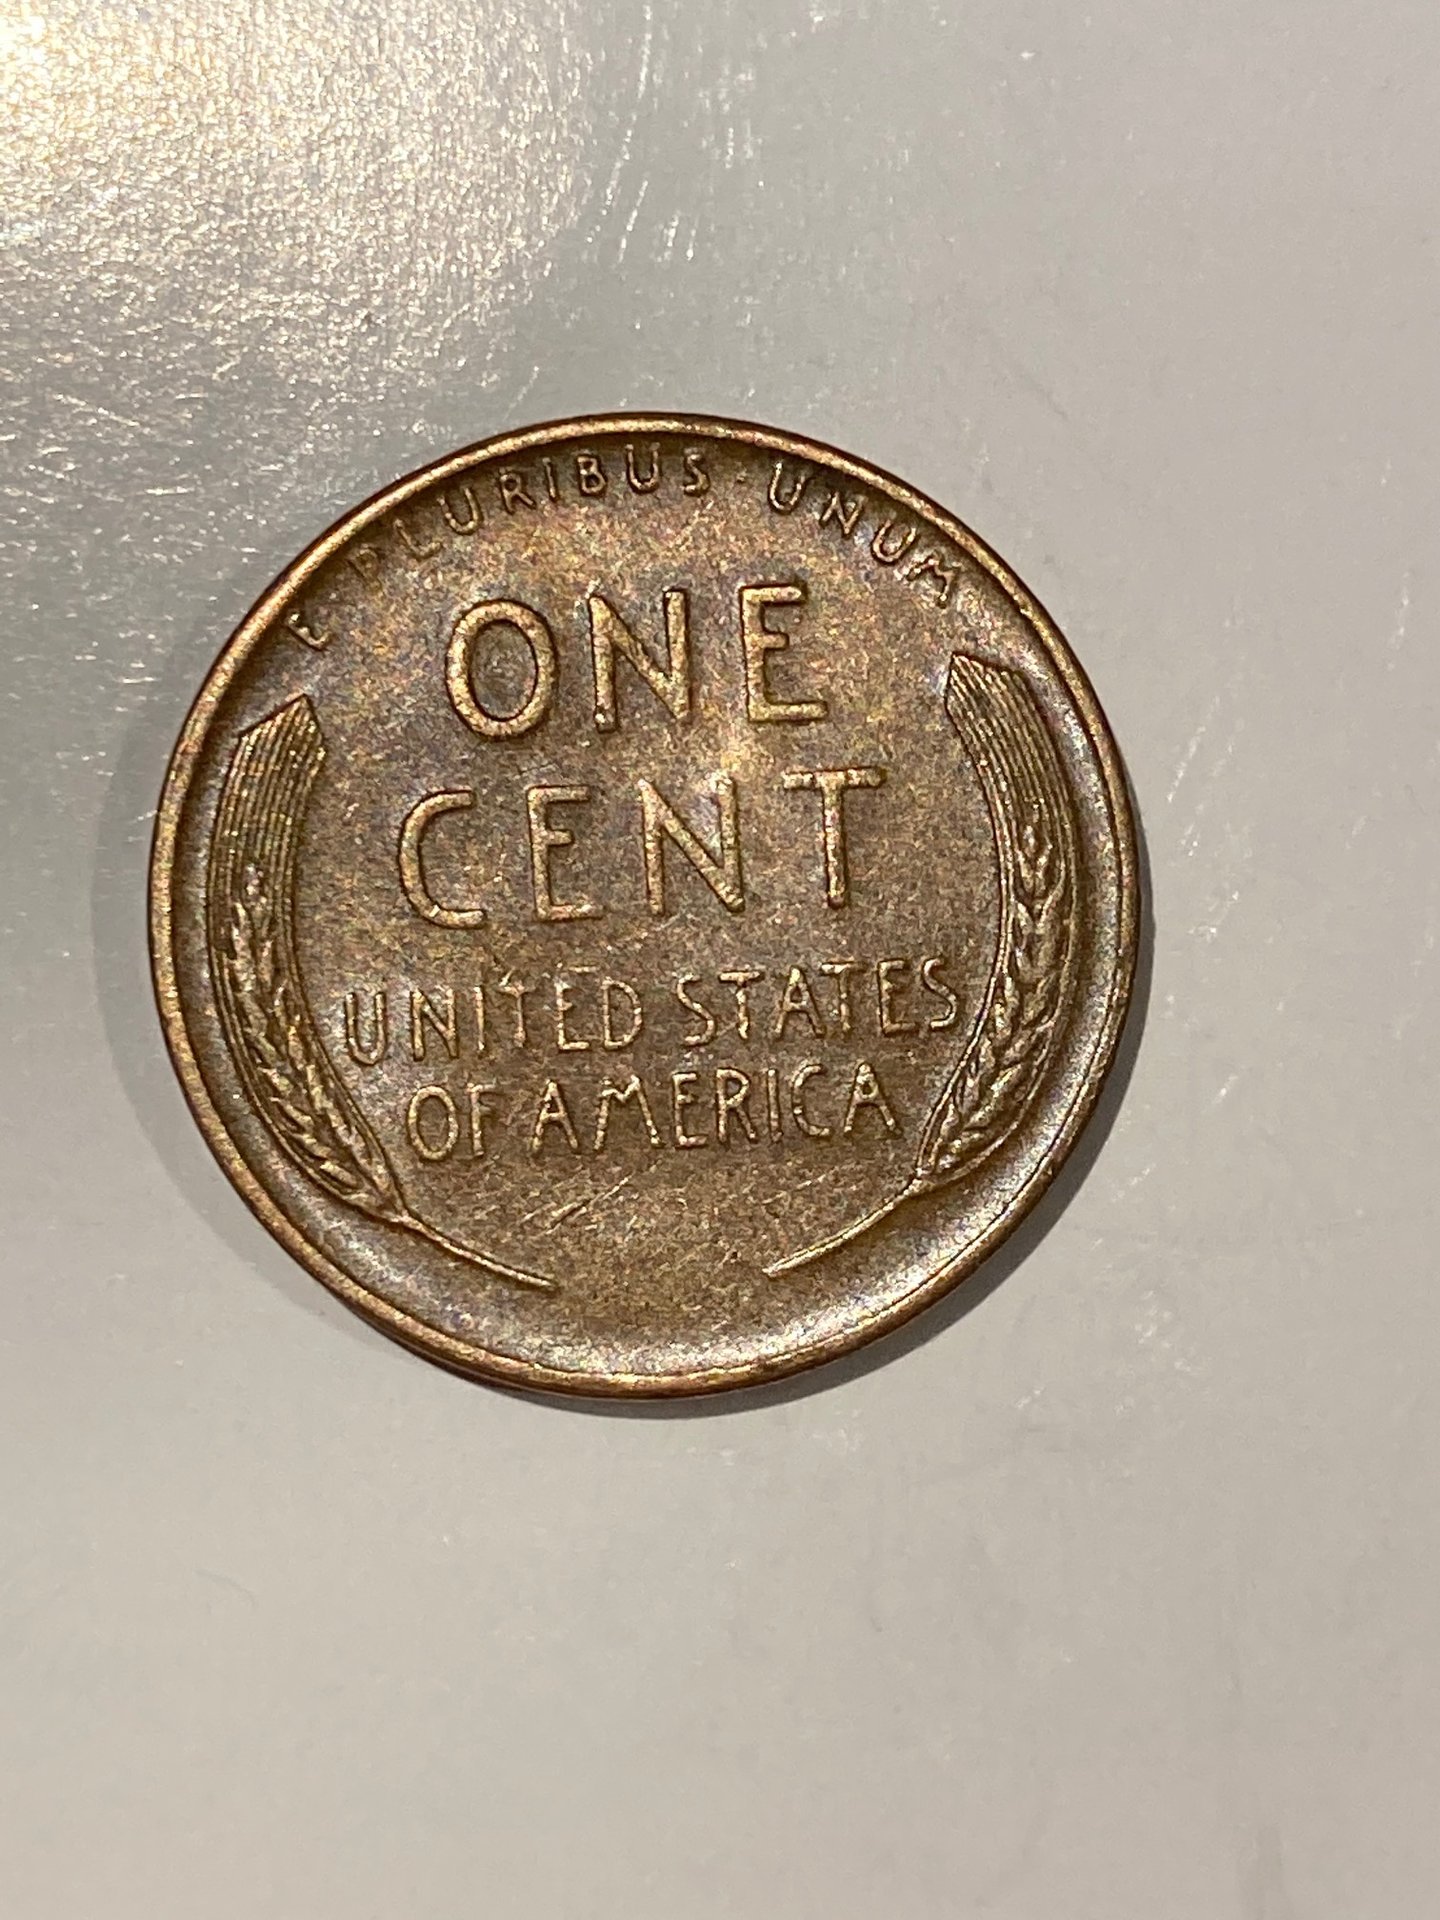 E PLURIBUS·UNUM
ONE
CENT
UNITED STATES
OF AMERICA